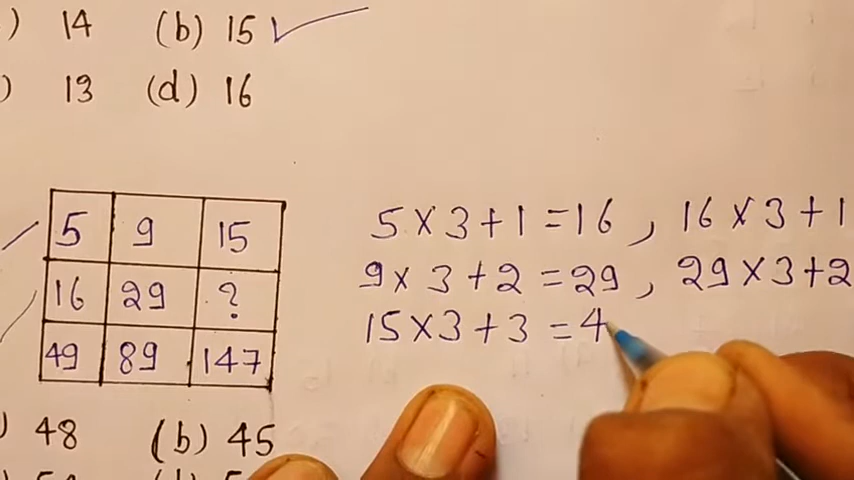 ) 14 (b) 15
) 13 (d) 16
5 9 15
16 29 ?
49 89 147
5 × 3 + 1 = 16 , 16 × 3 + 1
9 × 3 + 2 = 29 , 29 × 3 + 2
15 × 3 + 3 = 4
) 48 (b) 45